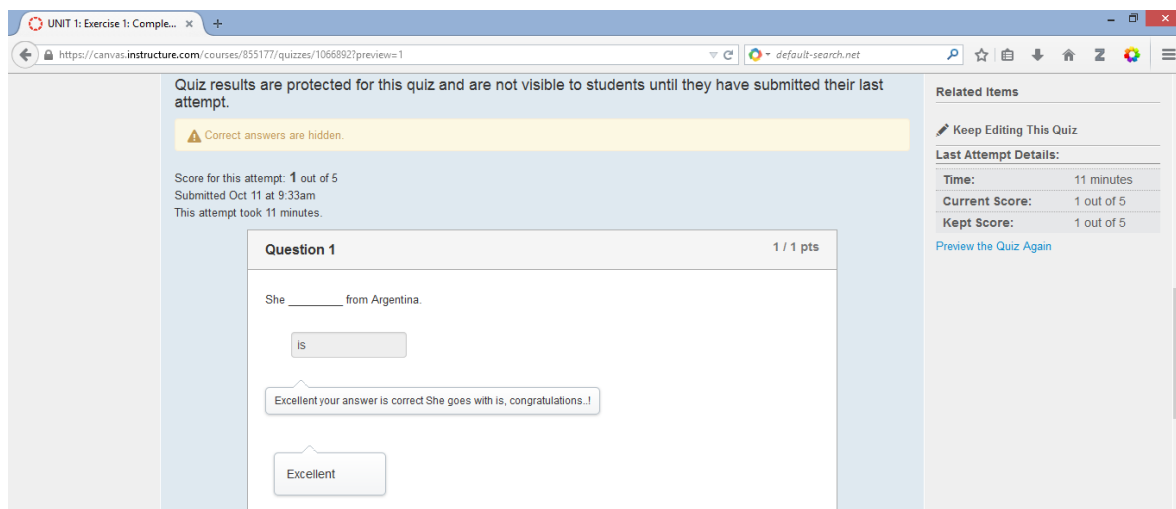 UNIT 1: Exercise 1: Comple...
https://canvas.instructure.com/courses/855177/quizzes/1066892?preview=1
default-search.net
Quiz results are protected for this quiz and are not visible to students until they have submitted their last
attempt.
Correct answers are hidden.
Score for this attempt: 1 out of 5
Submitted Oct 11 at 9:33am
This attempt took 11 minutes.
Question 1
1 / 1 pts
She ________ from Argentina.
is
Excellent your answer is correct She goes with is, congratulations..!
Excellent
Related Items
Keep Editing This Quiz
Last Attempt Details:
Time: 11 minutes
Current Score: 1 out of 5
Kept Score: 1 out of 5
Preview the Quiz Again